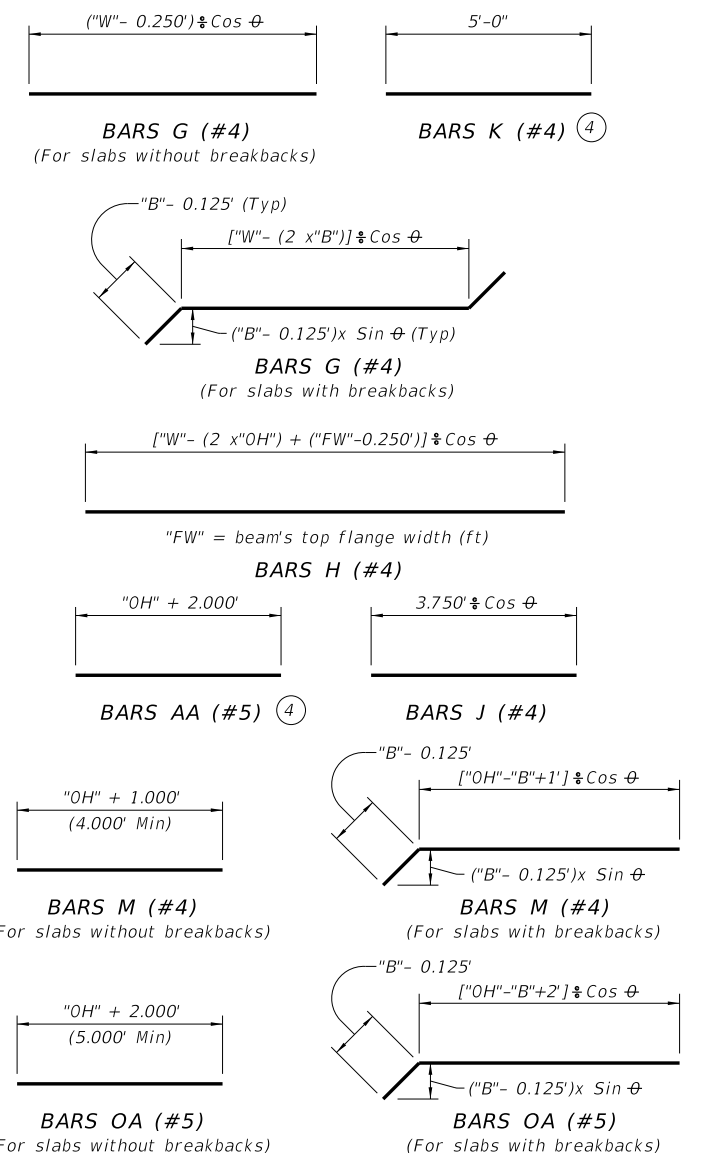 ("W"– 0.250')÷Cos θ
5'-0"
BARS G (#4)
(For slabs without breakbacks)
BARS K (#4) 4
"B"– 0.125' (Typ)
["W"– (2 x"B")]÷Cos θ
("B"– 0.125')x Sin θ (Typ)
BARS G (#4)
(For slabs with breakbacks)
["W"– (2 x"OH") + ("FW"–0.250')]÷Cos θ
"FW" = beam's top flange width (ft)
BARS H (#4)
"OH" + 2.000'
3.750'÷Cos θ
BARS AA (#5) 4
BARS J (#4)
"OH" + 1.000'
(4.000' Min)
BARS M (#4)
For slabs without breakbacks)
"B"– 0.125'
["OH"–"B"+1']÷Cos θ
("B"– 0.125')x Sin θ
BARS M (#4)
(For slabs with breakbacks)
"OH" + 2.000'
(5.000' Min)
BARS OA (#5)
For slabs without breakbacks)
"B"– 0.125'
["OH"–"B"+2']÷Cos θ
("B"– 0.125')x Sin θ
BARS OA (#5)
(For slabs with breakbacks)